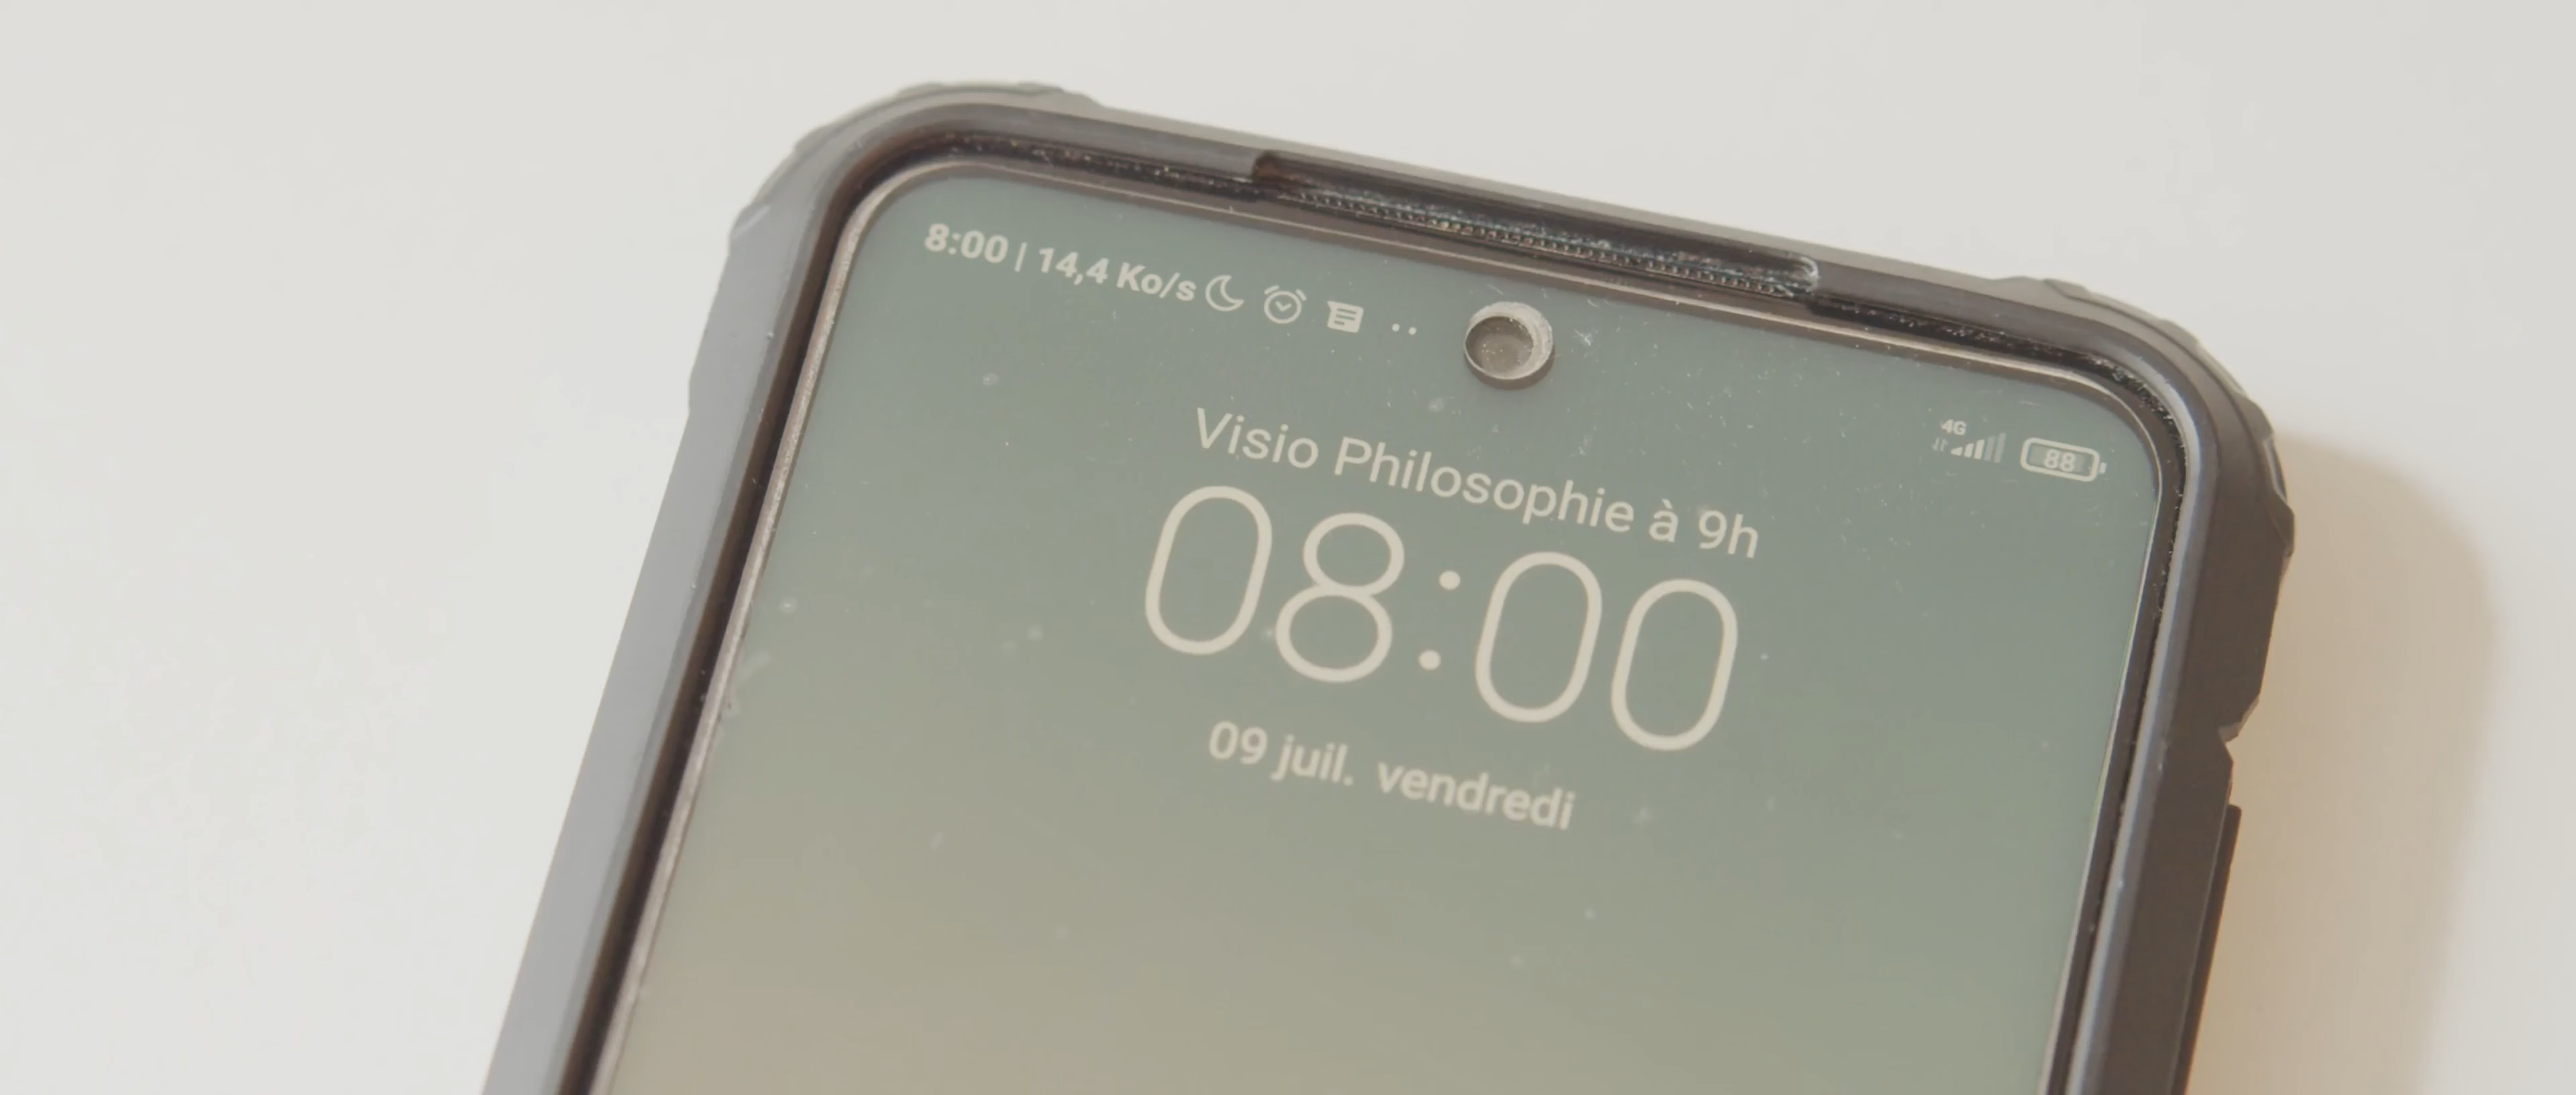 8:00 | 14,4 Ko/s
4G
88
Visio Philosophie à 9h
08:00
09 juil. vendredi